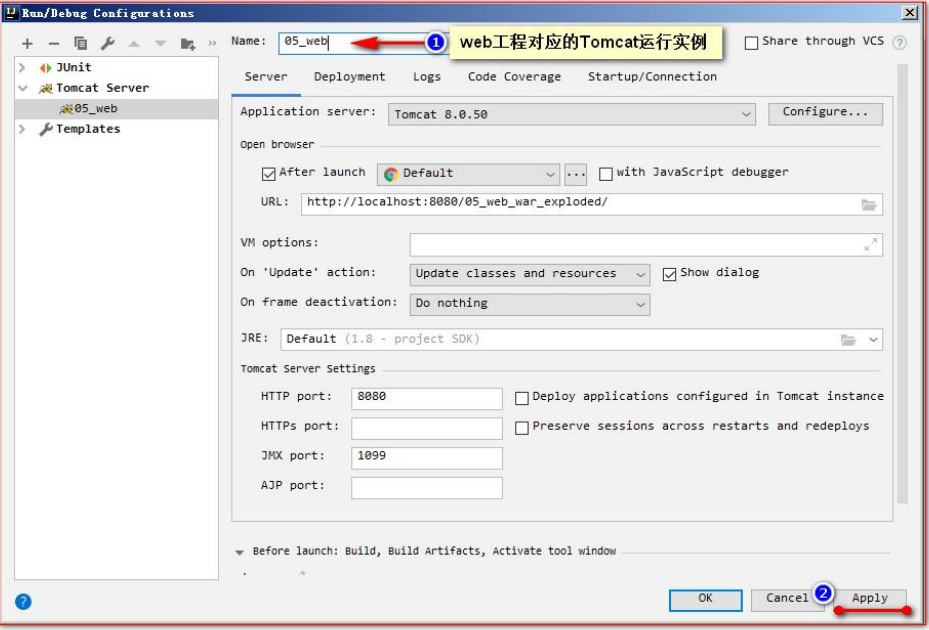 Run/Debug Configurations
Name: 05_web
1 web工程对应的Tomcat运行实例
Share through VCS ?
JUnit
Tomcat Server
05_web
Templates
Server Deployment Logs Code Coverage Startup/Connection
Application server: Tomcat 8.0.50 Configure...
Open browser
After launch Default ... with JavaScript debugger
URL: http://localhost:8080/05_web_war_exploded/
VM options:
On 'Update' action: Update classes and resources Show dialog
On frame deactivation: Do nothing
JRE: Default (1.8 - project SDK)
Tomcat Server Settings
HTTP port: 8080 Deploy applications configured in Tomcat instance
HTTPs port: Preserve sessions across restarts and redeploys
JMX port: 1099
AJP port:
Before launch: Build, Build Artifacts, Activate tool window
? OK Cancel 2 Apply